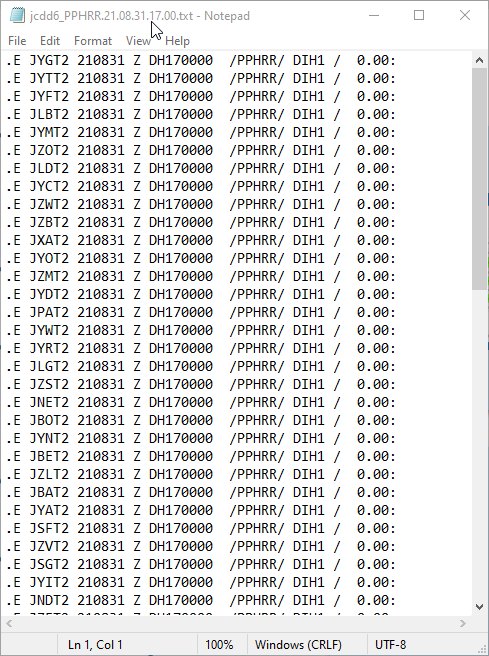 jcdd6_PPHRR.21.08.31.17.00.txt - Notepad
File Edit Format View Help
.E JYGT2 210831 Z DH170000  /PPHRR/ DIH1 /  0.00:
.E JYTT2 210831 Z DH170000  /PPHRR/ DIH1 /  0.00:
.E JYFT2 210831 Z DH170000  /PPHRR/ DIH1 /  0.00:
.E JLBT2 210831 Z DH170000  /PPHRR/ DIH1 /  0.00:
.E JYMT2 210831 Z DH170000  /PPHRR/ DIH1 /  0.00:
.E JZOT2 210831 Z DH170000  /PPHRR/ DIH1 /  0.00:
.E JLDT2 210831 Z DH170000  /PPHRR/ DIH1 /  0.00:
.E JYCT2 210831 Z DH170000  /PPHRR/ DIH1 /  0.00:
.E JZWT2 210831 Z DH170000  /PPHRR/ DIH1 /  0.00:
.E JZBT2 210831 Z DH170000  /PPHRR/ DIH1 /  0.00:
.E JXAT2 210831 Z DH170000  /PPHRR/ DIH1 /  0.00:
.E JYOT2 210831 Z DH170000  /PPHRR/ DIH1 /  0.00:
.E JZMT2 210831 Z DH170000  /PPHRR/ DIH1 /  0.00:
.E JYDT2 210831 Z DH170000  /PPHRR/ DIH1 /  0.00:
.E JPAT2 210831 Z DH170000  /PPHRR/ DIH1 /  0.00:
.E JYWT2 210831 Z DH170000  /PPHRR/ DIH1 /  0.00:
.E JYRT2 210831 Z DH170000  /PPHRR/ DIH1 /  0.00:
.E JLGT2 210831 Z DH170000  /PPHRR/ DIH1 /  0.00:
.E JZST2 210831 Z DH170000  /PPHRR/ DIH1 /  0.00:
.E JNET2 210831 Z DH170000  /PPHRR/ DIH1 /  0.00:
.E JBOT2 210831 Z DH170000  /PPHRR/ DIH1 /  0.00:
.E JYNT2 210831 Z DH170000  /PPHRR/ DIH1 /  0.00:
.E JBET2 210831 Z DH170000  /PPHRR/ DIH1 /  0.00:
.E JZLT2 210831 Z DH170000  /PPHRR/ DIH1 /  0.00:
.E JBAT2 210831 Z DH170000  /PPHRR/ DIH1 /  0.00:
.E JYAT2 210831 Z DH170000  /PPHRR/ DIH1 /  0.00:
.E JSFT2 210831 Z DH170000  /PPHRR/ DIH1 /  0.00:
.E JZVT2 210831 Z DH170000  /PPHRR/ DIH1 /  0.00:
.E JSGT2 210831 Z DH170000  /PPHRR/ DIH1 /  0.00:
.E JYIT2 210831 Z DH170000  /PPHRR/ DIH1 /  0.00:
.E JNDT2 210831 Z DH170000  /PPHRR/ DIH1 /  0.00:
Ln 1, Col 1 100% Windows (CRLF) UTF-8